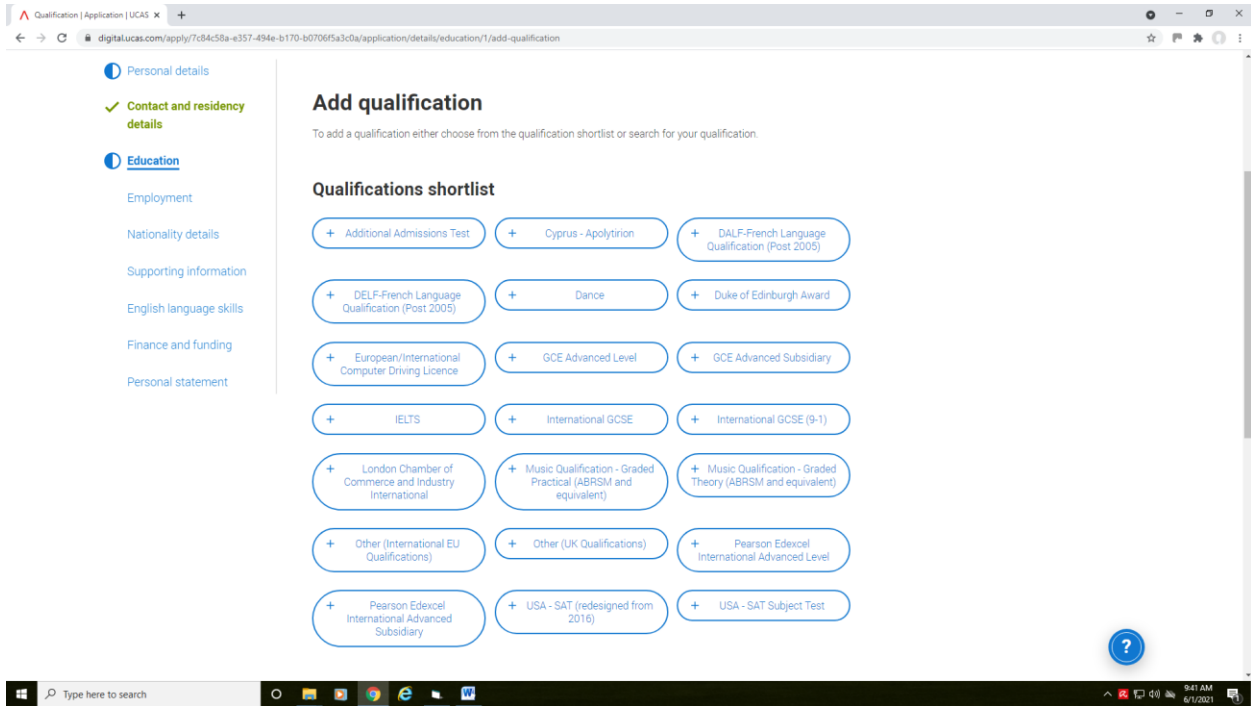 Qualification | Application | UCAS
digital.ucas.com/apply/7c84c58a-e357-494e-b170-b0706f5a3c0a/application/details/education/1/add-qualification
Personal details
Contact and residency
details
Education
Employment
Nationality details
Supporting information
English language skills
Finance and funding
Personal statement
Add qualification
To add a qualification either choose from the qualification shortlist or search for your qualification.
Qualifications shortlist
+ Additional Admissions Test
+ Cyprus - Apolytirion
+ DALF-French Language
Qualification (Post 2005)
+ DELF-French Language
Qualification (Post 2005)
+ Dance
+ Duke of Edinburgh Award
+ European/International
Computer Driving Licence
+ GCE Advanced Level
+ GCE Advanced Subsidiary
+ IELTS
+ International GCSE
+ International GCSE (9-1)
+ London Chamber of
Commerce and Industry
International
+ Music Qualification - Graded
Practical (ABRSM and
equivalent)
+ Music Qualification - Graded
Theory (ABRSM and equivalent)
+ Other (International EU
Qualifications)
+ Other (UK Qualifications)
+ Pearson Edexcel
International Advanced Level
+ Pearson Edexcel
International Advanced
Subsidiary
+ USA - SAT (redesigned from
2016)
+ USA - SAT Subject Test
?
Type here to search
9:41 AM
6/1/2021